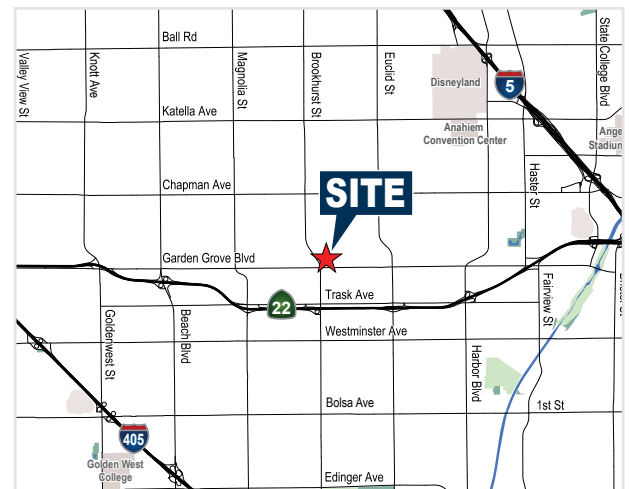 Ball Rd
State College Blvd
Valley View St
Knott Ave
Magnolia St
Brookhurst St
Euclid St
Disneyland
5
Katella Ave
Anahiem
Convention Center
Ange
Stadium
Haster St
Chapman Ave
SITE
Garden Grove Blvd
Trask Ave
22
Fairview St
Westminster Ave
Goldenwest St
Beach Blvd
Harbor Blvd
Bolsa Ave
1st St
405
Golden West
College
Edinger Ave